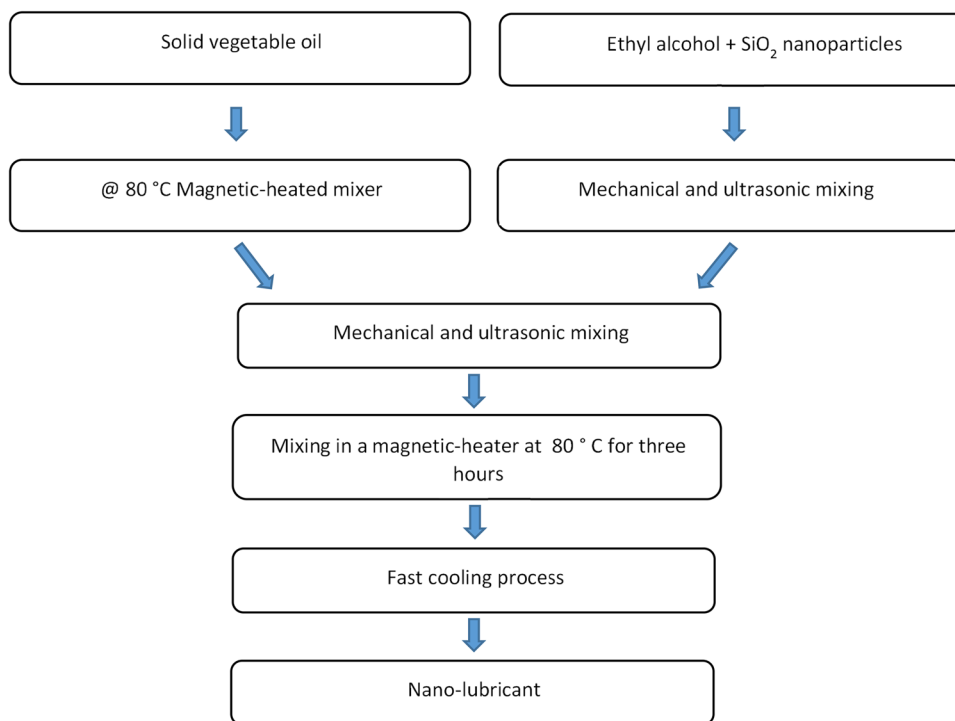 Solid vegetable oil
Ethyl alcohol + SiO₂ nanoparticles
@ 80 °C Magnetic-heated mixer
Mechanical and ultrasonic mixing
Mechanical and ultrasonic mixing
Mixing in a magnetic-heater at 80 ° C for three
hours
Fast cooling process
Nano-lubricant